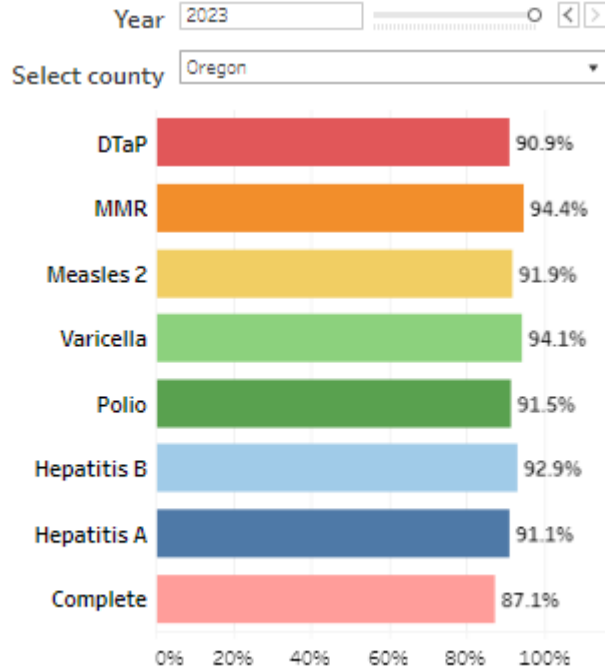 Year 2023
Select county Oregon
DTaP 90.9%
MMR 94.4%
Measles 2 91.9%
Varicella 94.1%
Polio 91.5%
Hepatitis B 92.9%
Hepatitis A 91.1%
Complete 87.1%
0% 20% 40% 60% 80% 100%